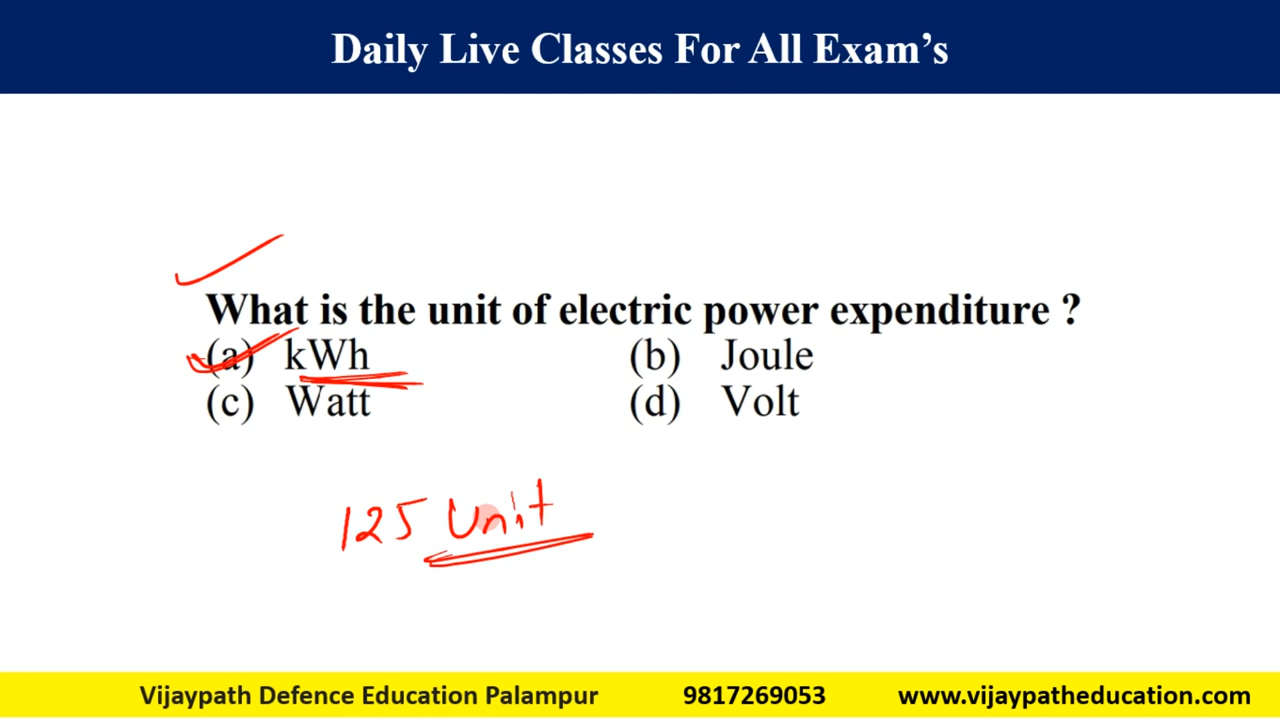 Daily Live Classes For All Exam’s
What is the unit of electric power expenditure ?
(a) kWh (b) Joule
(c) Watt (d) Volt
125 Unit
Vijaypath Defence Education Palampur 9817269053 www.vijaypatheducation.com